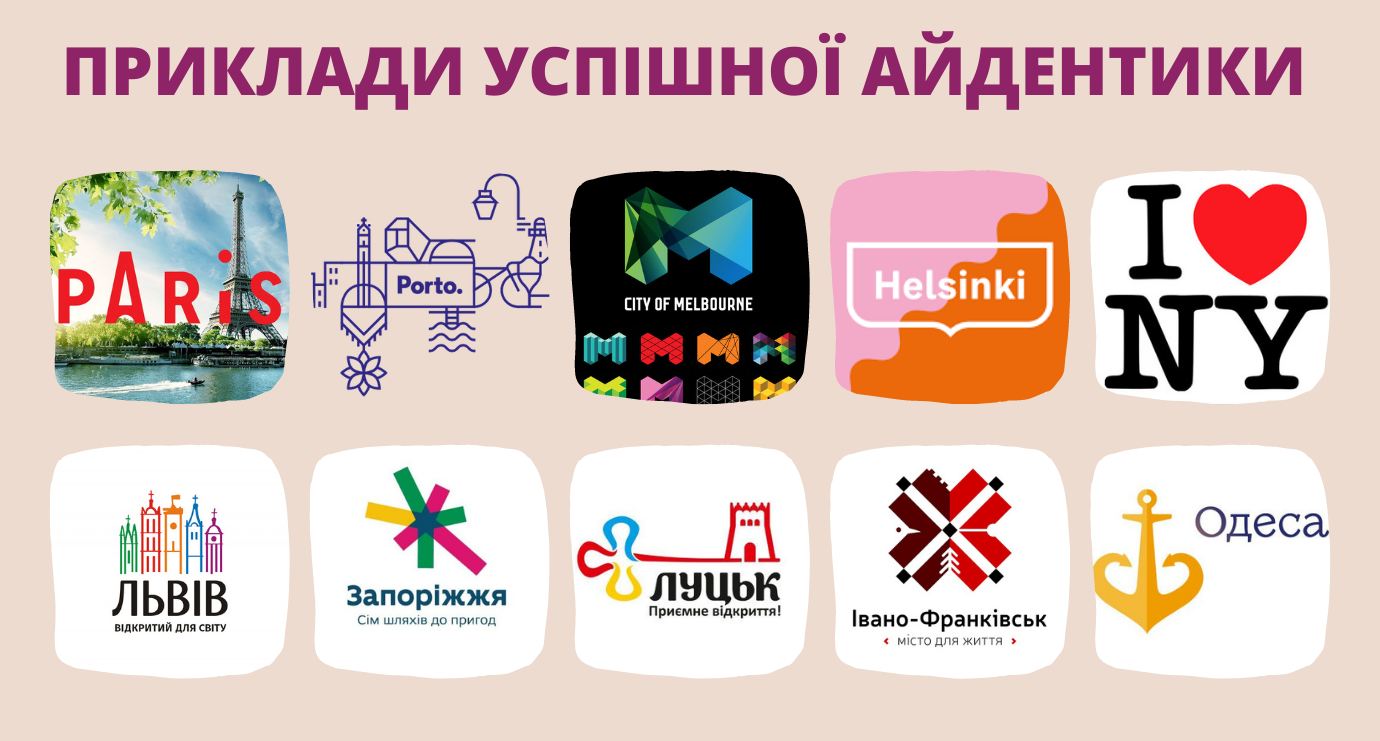 ПРИКЛАДИ УСПІШНОЇ АЙДЕНТИКИ
PARiS
Porto.
CITY OF MELBOURNE
Helsinki
I
NY
ЛЬВІВ
ВІДКРИТИЙ ДЛЯ СВІТУ
Запоріжжя
Сім шляхів до пригод
ЛУЦЬК
Приємне відкриття!
Івано-Франківськ
‹ МІСТО ДЛЯ ЖИТТЯ ›
Одеса